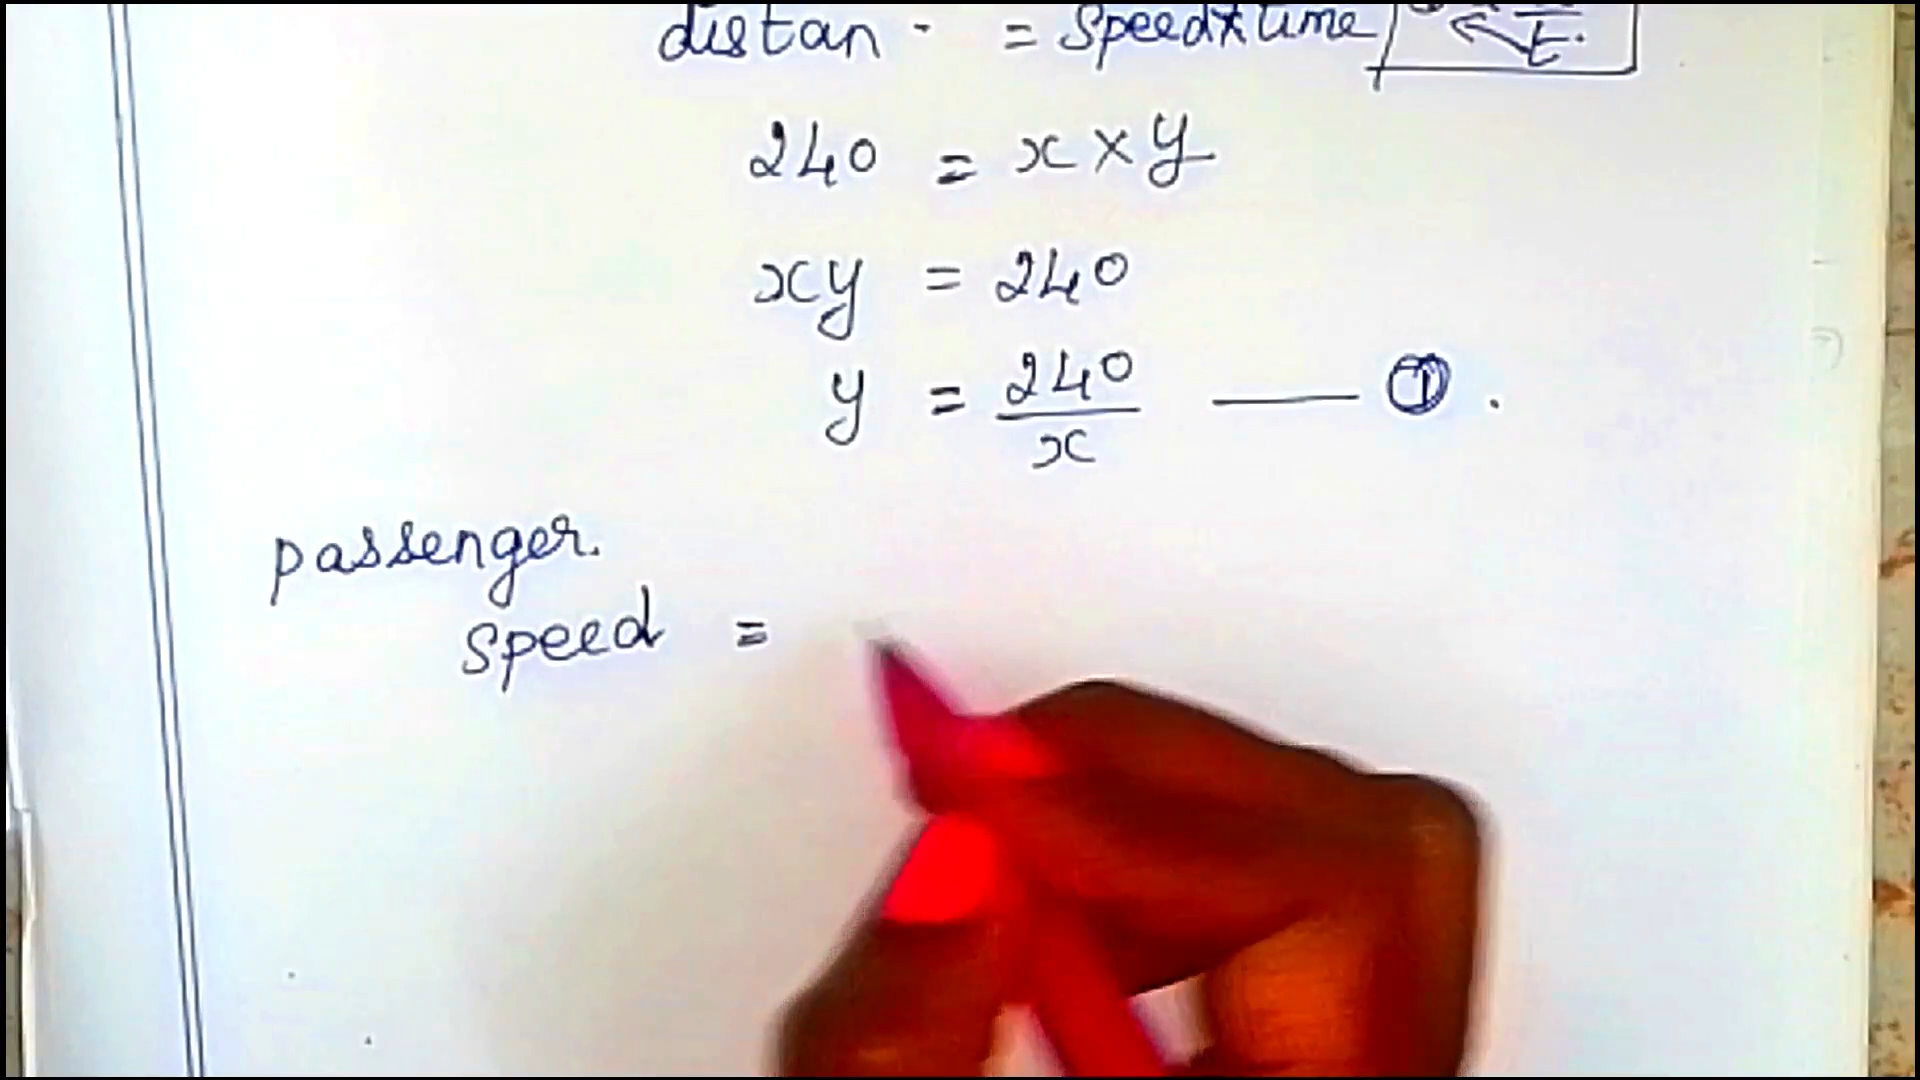 distan = Speed × time
t.
240 = x × y
xy = 240
y = 240/x —— ①.
passenger.
speed =